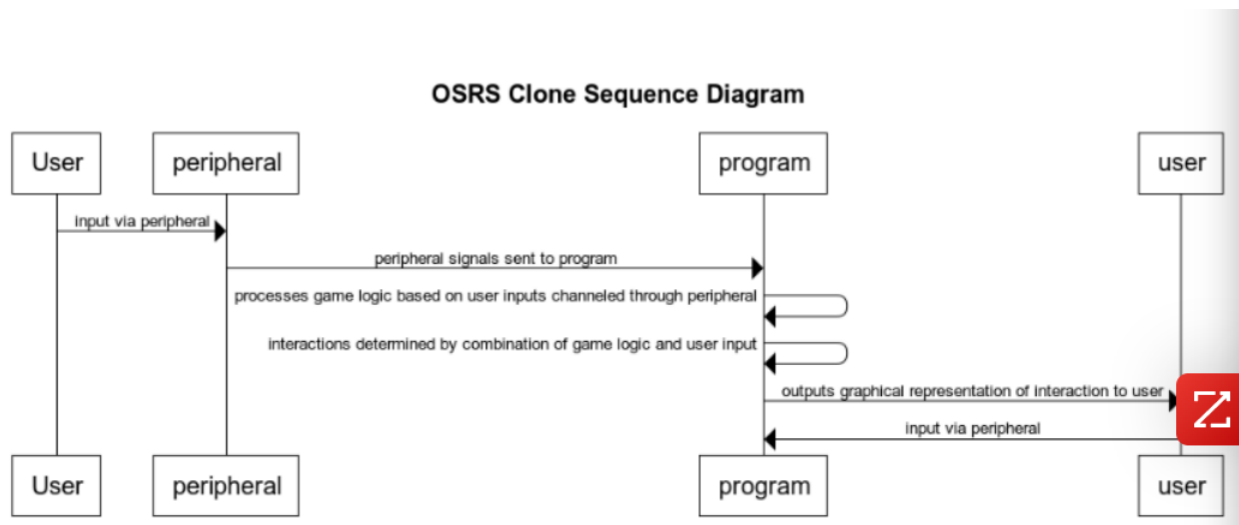 OSRS Clone Sequence Diagram
User
peripheral
program
user
input via peripheral
peripheral signals sent to program
processes game logic based on user inputs channeled through peripheral
interactions determined by combination of game logic and user input
outputs graphical representation of interaction to user
input via peripheral
User
peripheral
program
user